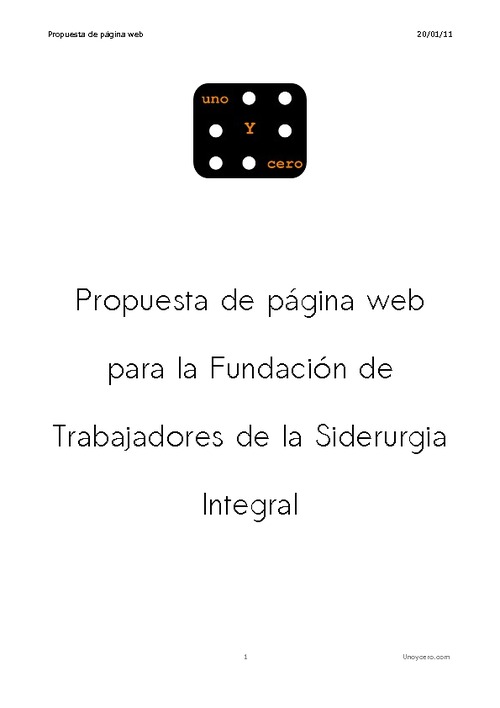 Propuesta de página web 20/01/11
uno
Y
cero
Propuesta de página web
para la Fundación de
Trabajadores de la Siderurgia
Integral
1 Unoycero.com